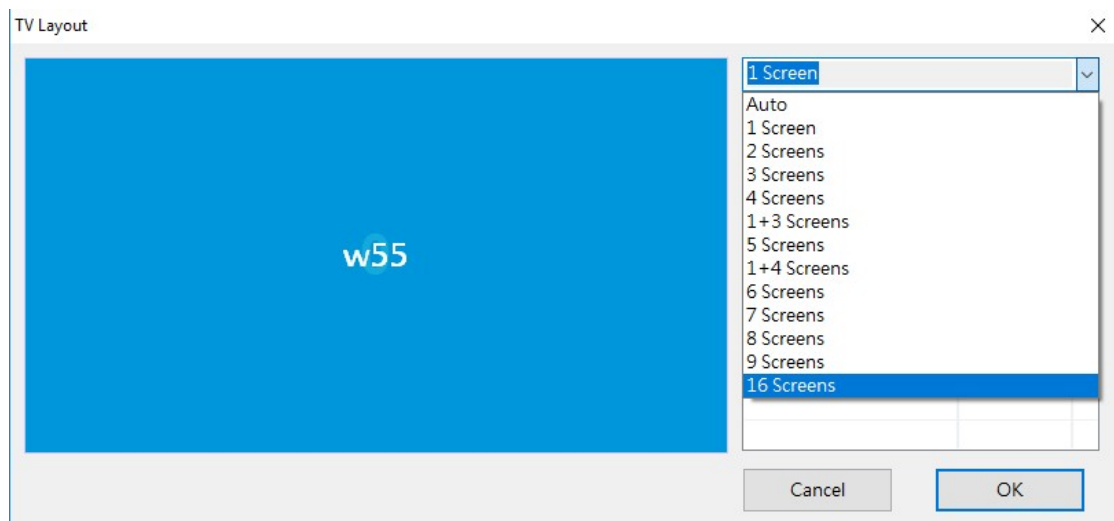 TV Layout
w55
1 Screen
Auto
1 Screen
2 Screens
3 Screens
4 Screens
1+3 Screens
5 Screens
1+4 Screens
6 Screens
7 Screens
8 Screens
9 Screens
16 Screens
Cancel
OK